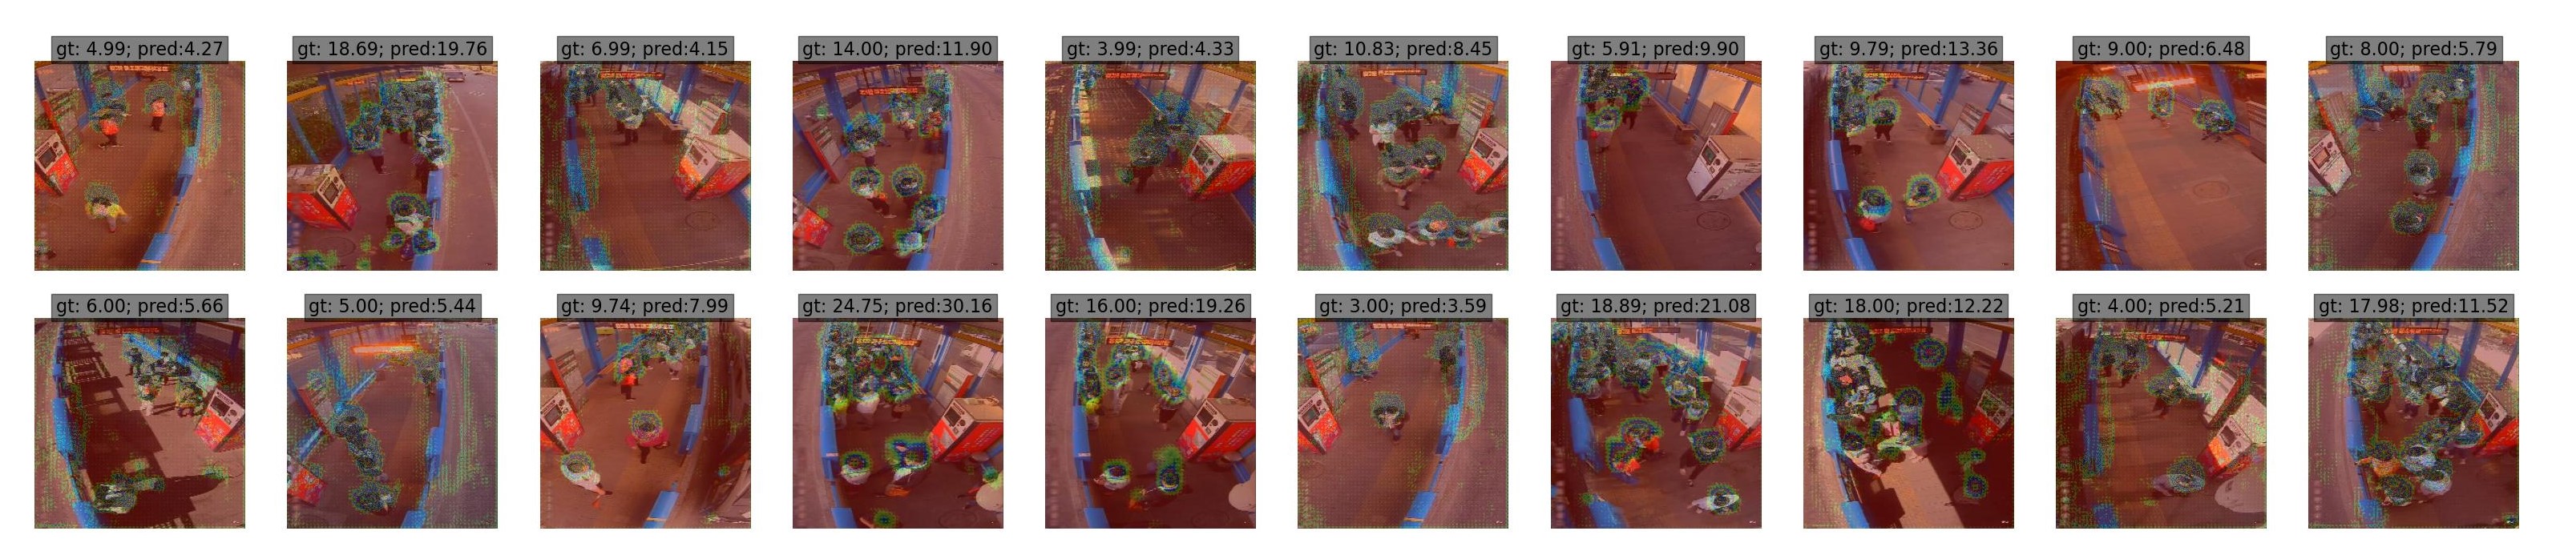 gt: 4.99; pred:4.27
gt: 18.69; pred:19.76
gt: 6.99; pred:4.15
gt: 14.00; pred:11.90
gt: 3.99; pred:4.33
gt: 10.83; pred:8.45
gt: 5.91; pred:9.90
gt: 9.79; pred:13.36
gt: 9.00; pred:6.48
gt: 8.00; pred:5.79
gt: 6.00; pred:5.66
gt: 5.00; pred:5.44
gt: 9.74; pred:7.99
gt: 24.75; pred:30.16
gt: 16.00; pred:19.26
gt: 3.00; pred:3.59
gt: 18.89; pred:21.08
gt: 18.00; pred:12.22
gt: 4.00; pred:5.21
gt: 17.98; pred:11.52